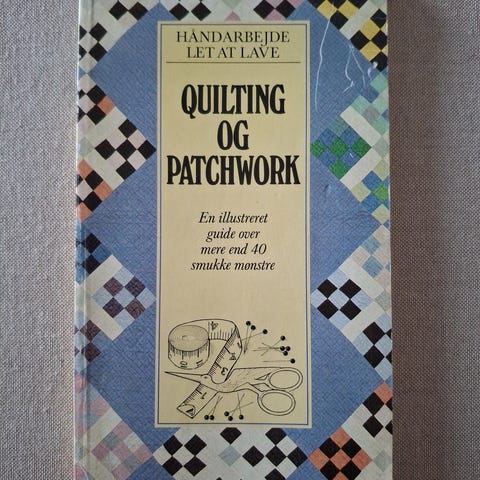 HÅNDARBEJDE
LET AT LAVE
QUILTING
OG
PATCHWORK
En illustreret
guide over
mere end 40
smukke mønstre